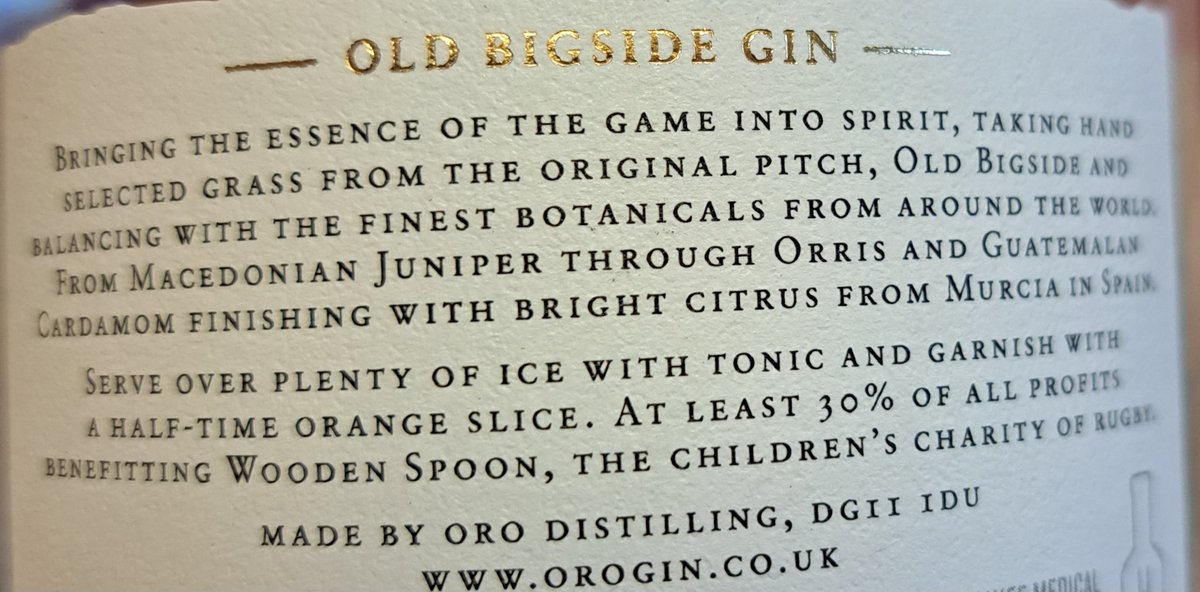 OLD BIGSIDE GIN
BRINGING THE ESSENCE OF THE GAME INTO SPIRIT, TAKING HAND
SELECTED GRASS FROM THE ORIGINAL PITCH, OLD BIGSIDE AND
BALANCING WITH THE FINEST BOTANICALS FROM AROUND THE WORLD.
FROM MACEDONIAN JUNIPER THROUGH ORRIS AND GUATEMALAN
CARDAMOM FINISHING WITH BRIGHT CITRUS FROM MURCIA IN SPAIN.
SERVE OVER PLENTY OF ICE WITH TONIC AND GARNISH WITH
A HALF-TIME ORANGE SLICE. AT LEAST 30% OF ALL PROFITS
BENEFITTING WOODEN SPOON, THE CHILDREN'S CHARITY OF RUGBY.
MADE BY ORO DISTILLING, DG11 1DU
WWW.OROGIN.CO.UK
MEDICAL